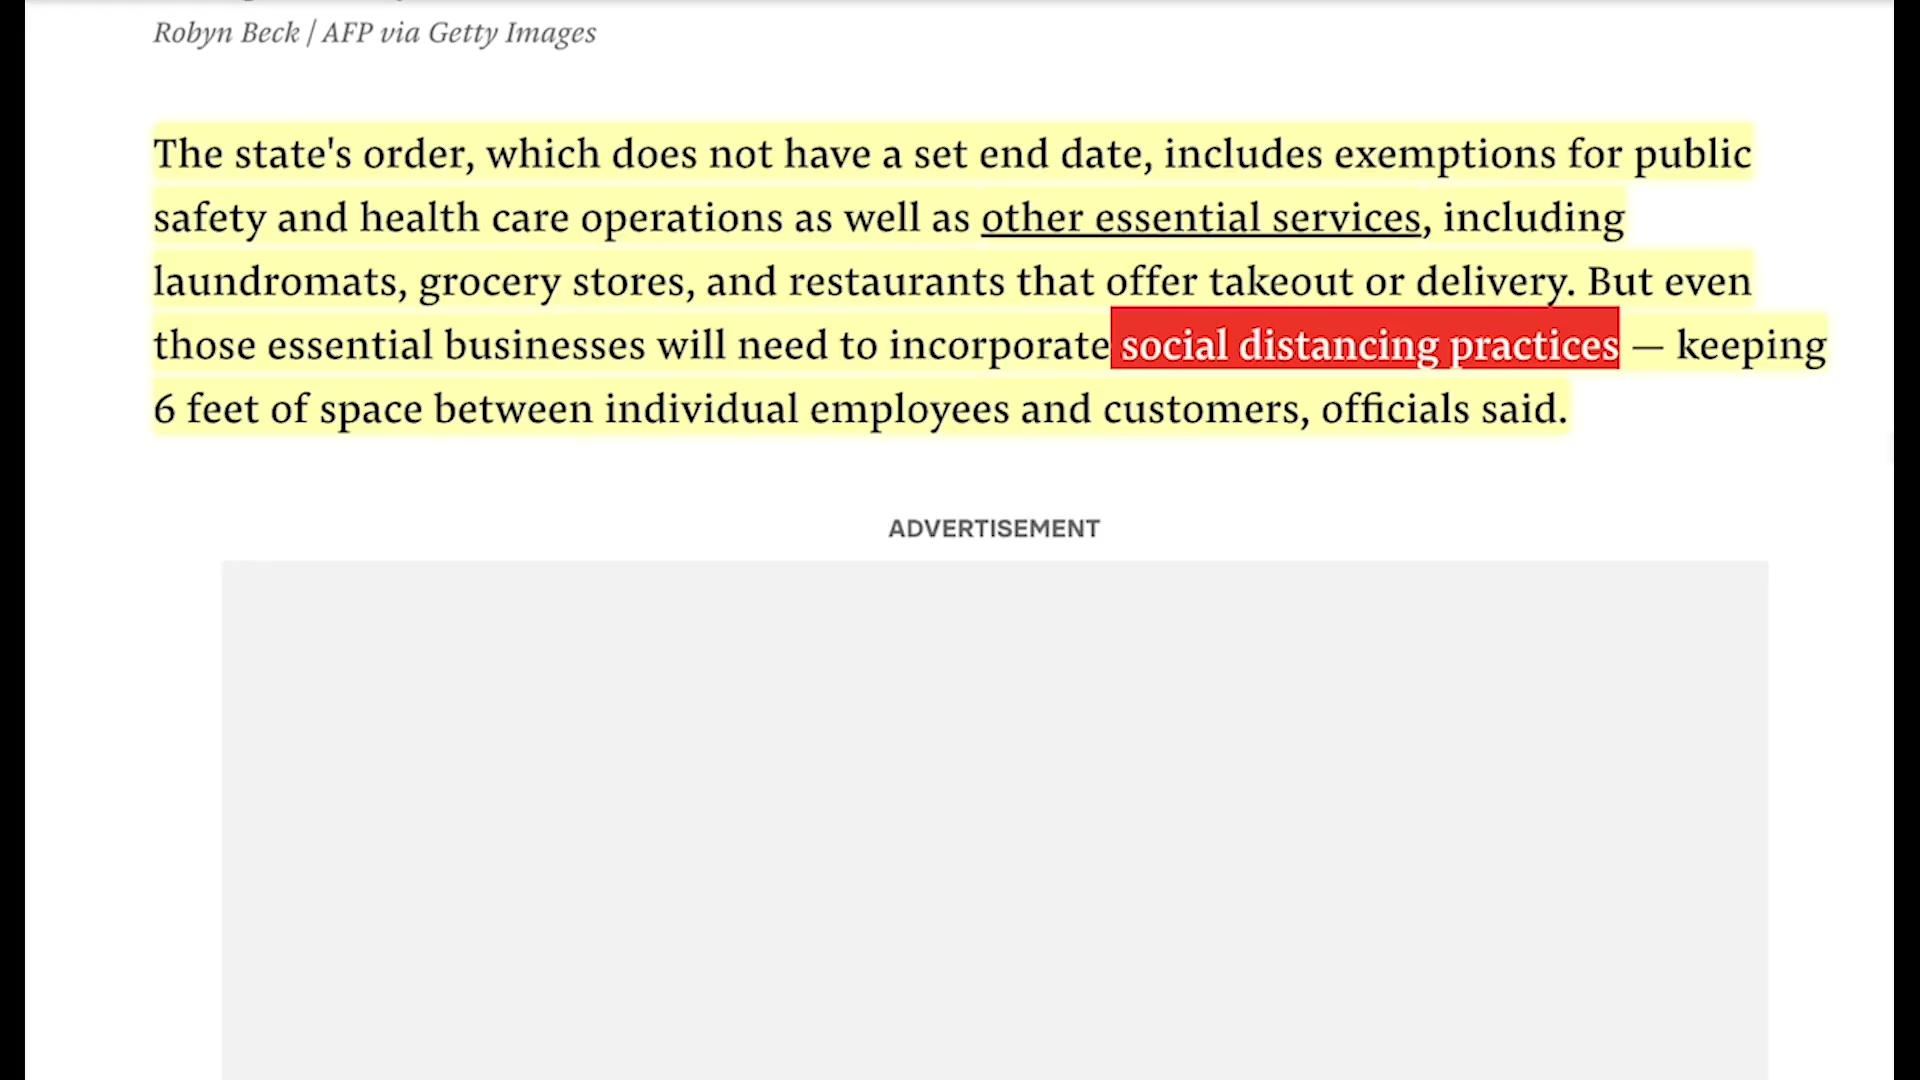 Robyn Beck / AFP via Getty Images
The state's order, which does not have a set end date, includes exemptions for public
safety and health care operations as well as other essential services, including
laundromats, grocery stores, and restaurants that offer takeout or delivery. But even
those essential businesses will need to incorporate social distancing practices — keeping
6 feet of space between individual employees and customers, officials said.
ADVERTISEMENT